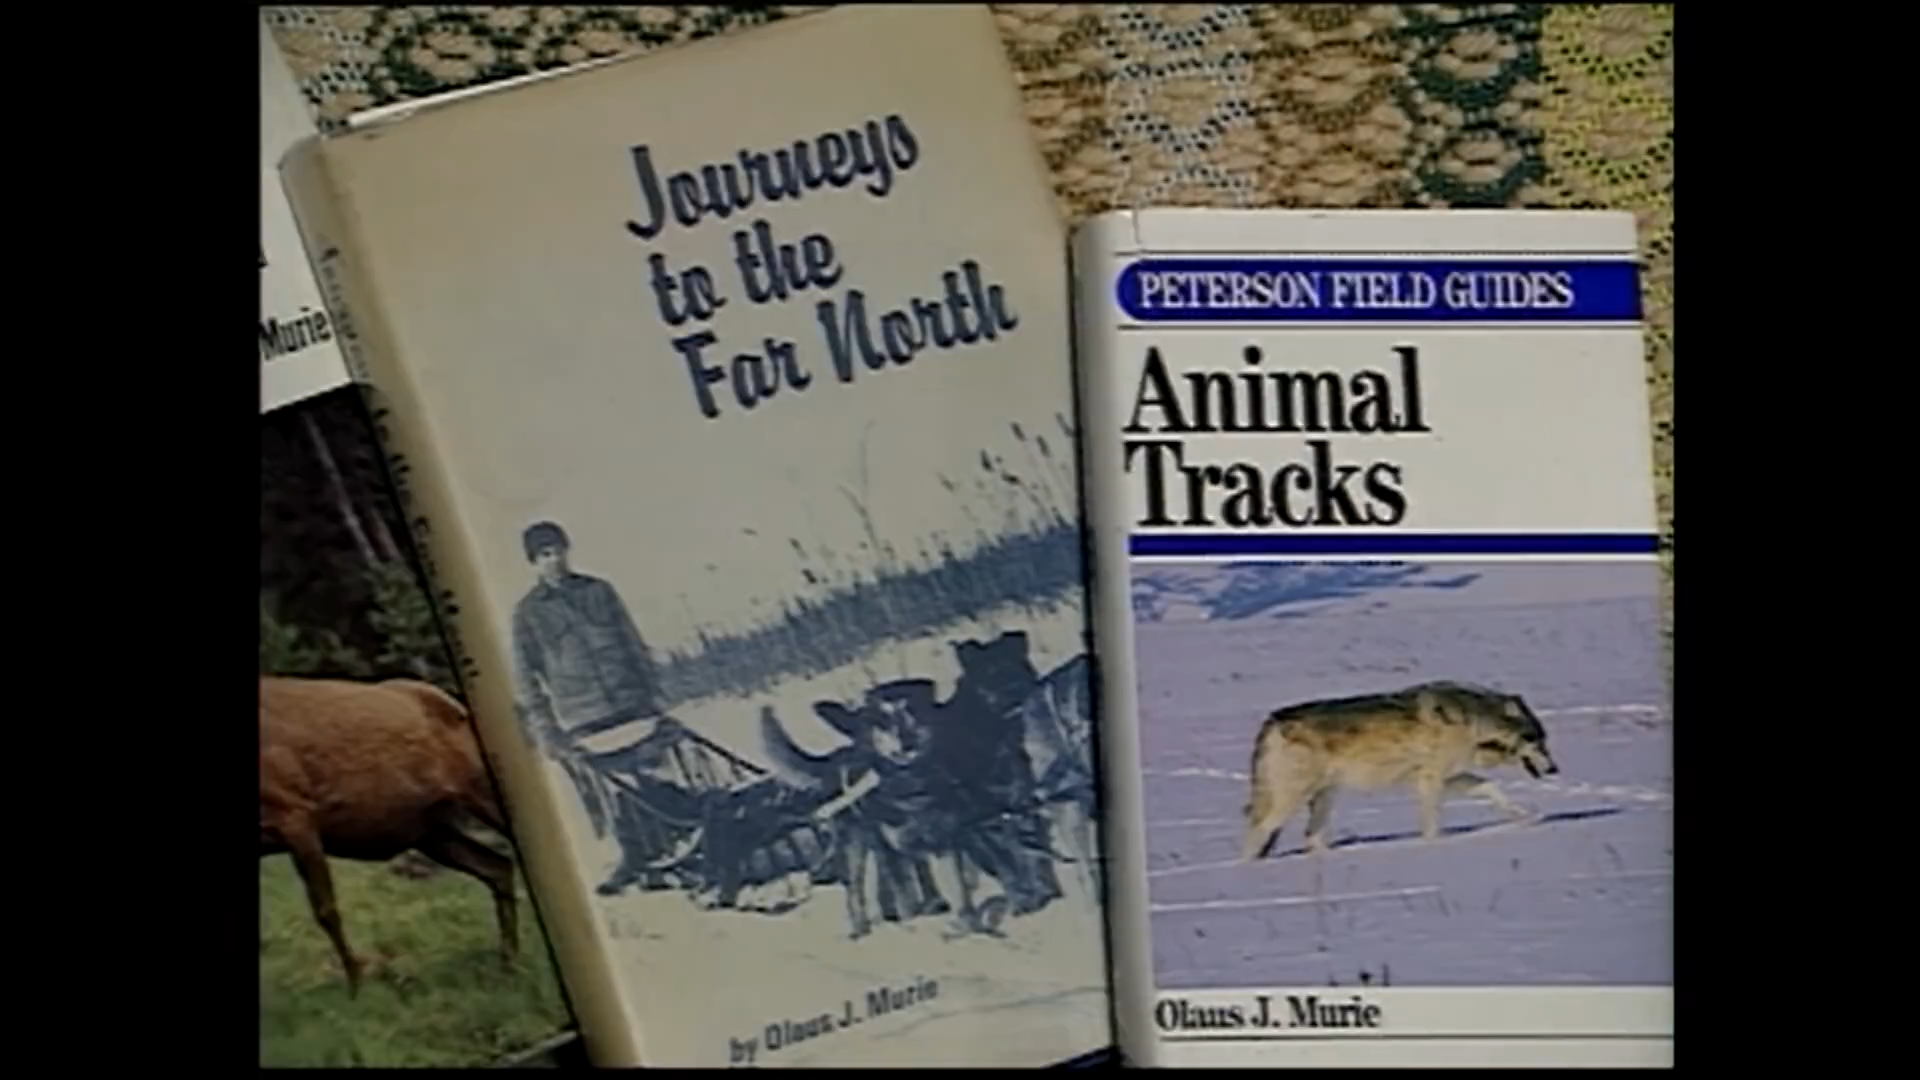 Murie
Journeys
to the
Far North
by Olaus J. Murie
PETERSON FIELD GUIDES
Animal
Tracks
Olaus J. Murie